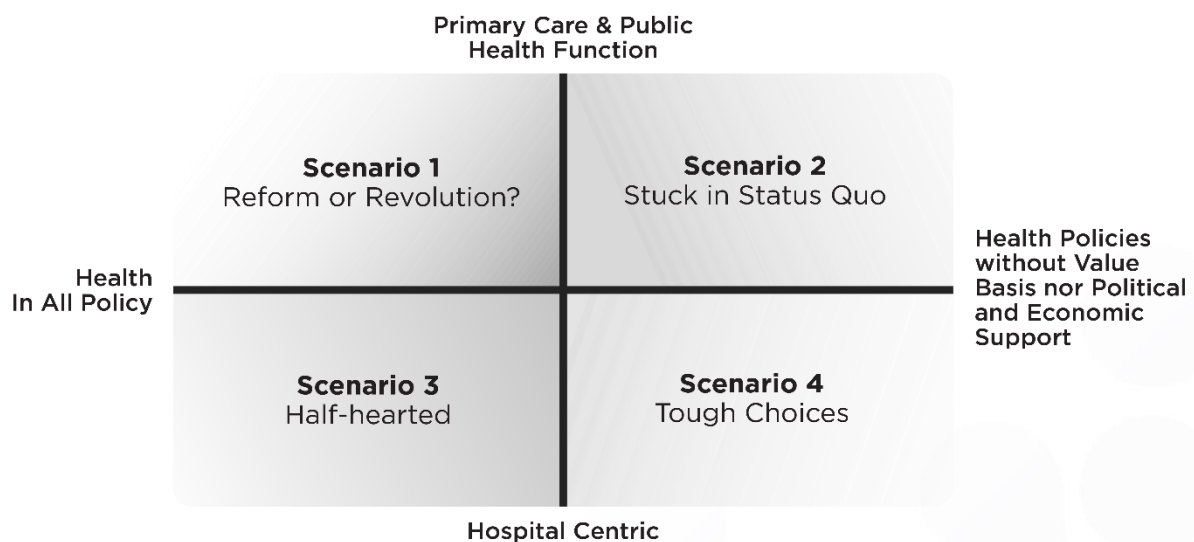 Primary Care & Public
Health Function
Scenario 1
Reform or Revolution?
Scenario 2
Stuck in Status Quo
Health
In All Policy
Health Policies
without Value
Basis nor Political
and Economic
Support
Scenario 3
Half-hearted
Scenario 4
Tough Choices
Hospital Centric